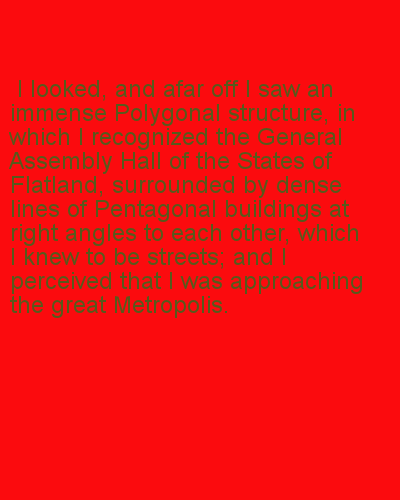 I looked, and afar off I saw an
immense Polygonal structure, in
which I recognized the General
Assembly Hall of the States of
Flatland, surrounded by dense
lines of Pentagonal buildings at
right angles to each other, which
I knew to be streets; and I
perceived that I was approaching
the great Metropolis.